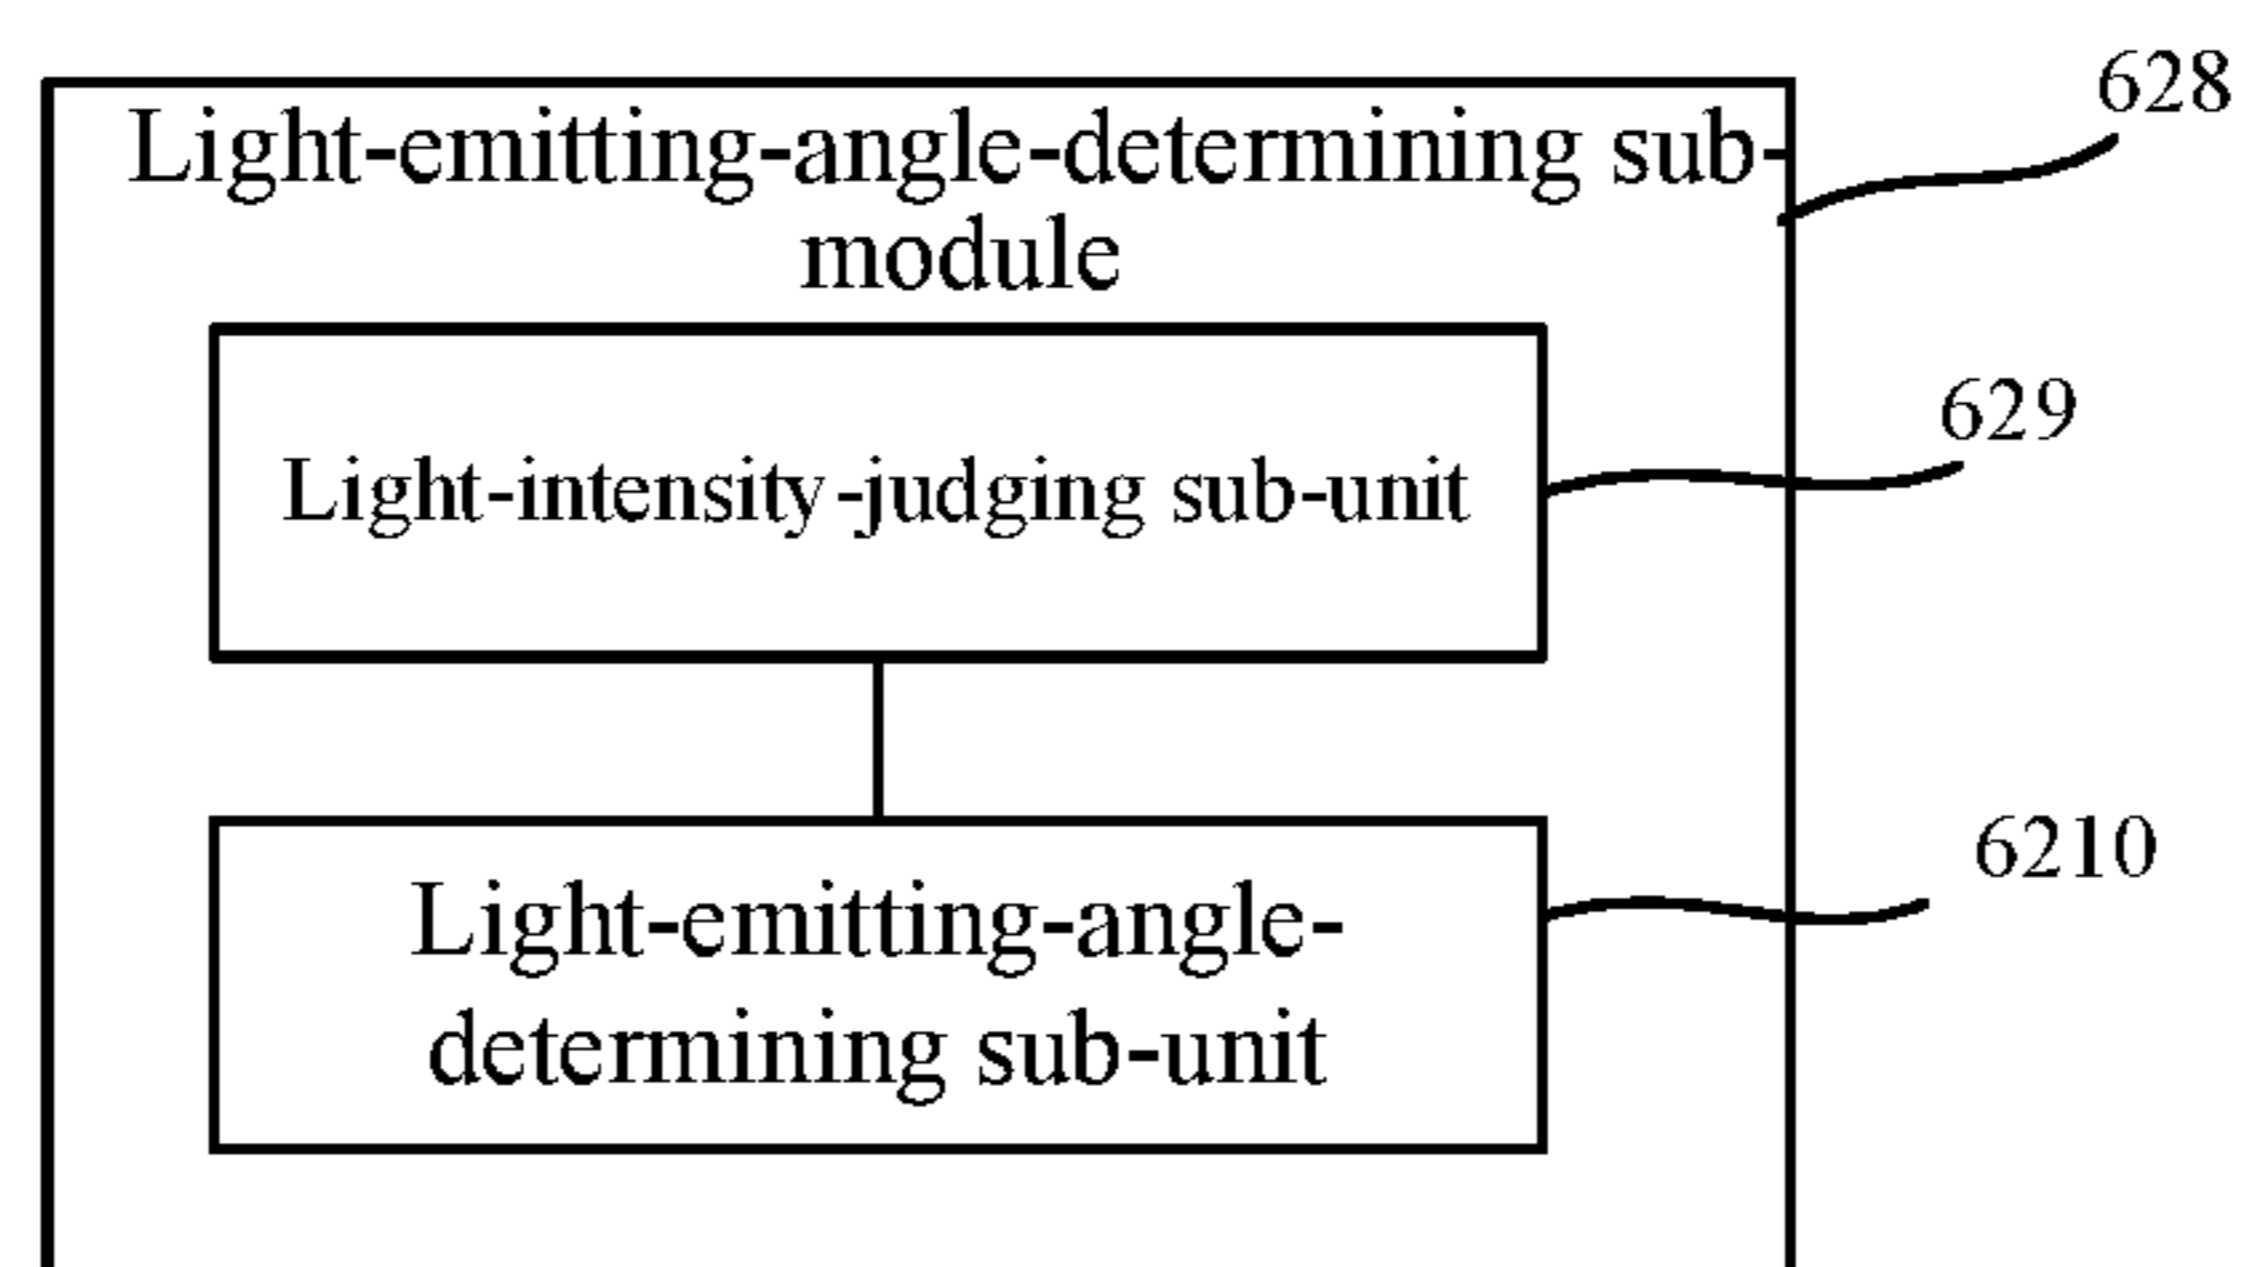 628
Light-emitting-angle-determining sub-
module
629
Light-intensity-judging sub-unit
6210
Light-emitting-angle-
determining sub-unit